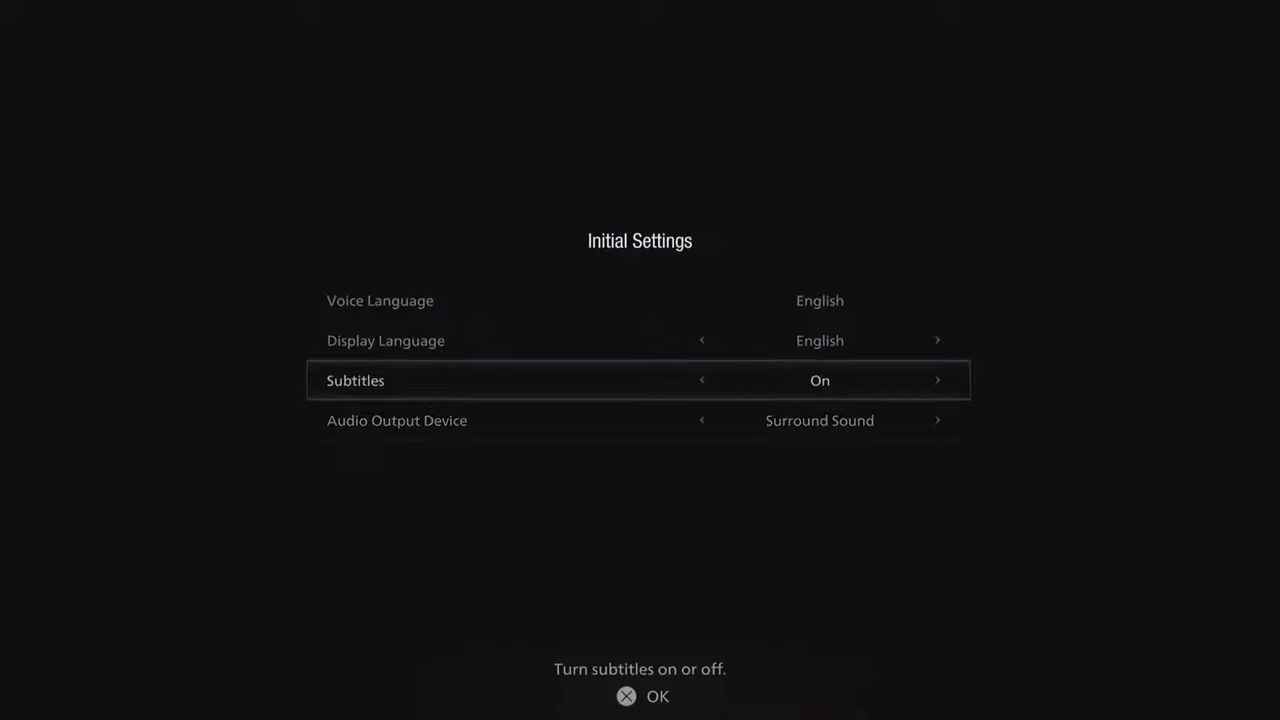 Initial Settings
Voice Language English
Display Language ‹ English ›
Subtitles ‹ On ›
Audio Output Device ‹ Surround Sound ›
Turn subtitles on or off.
OK